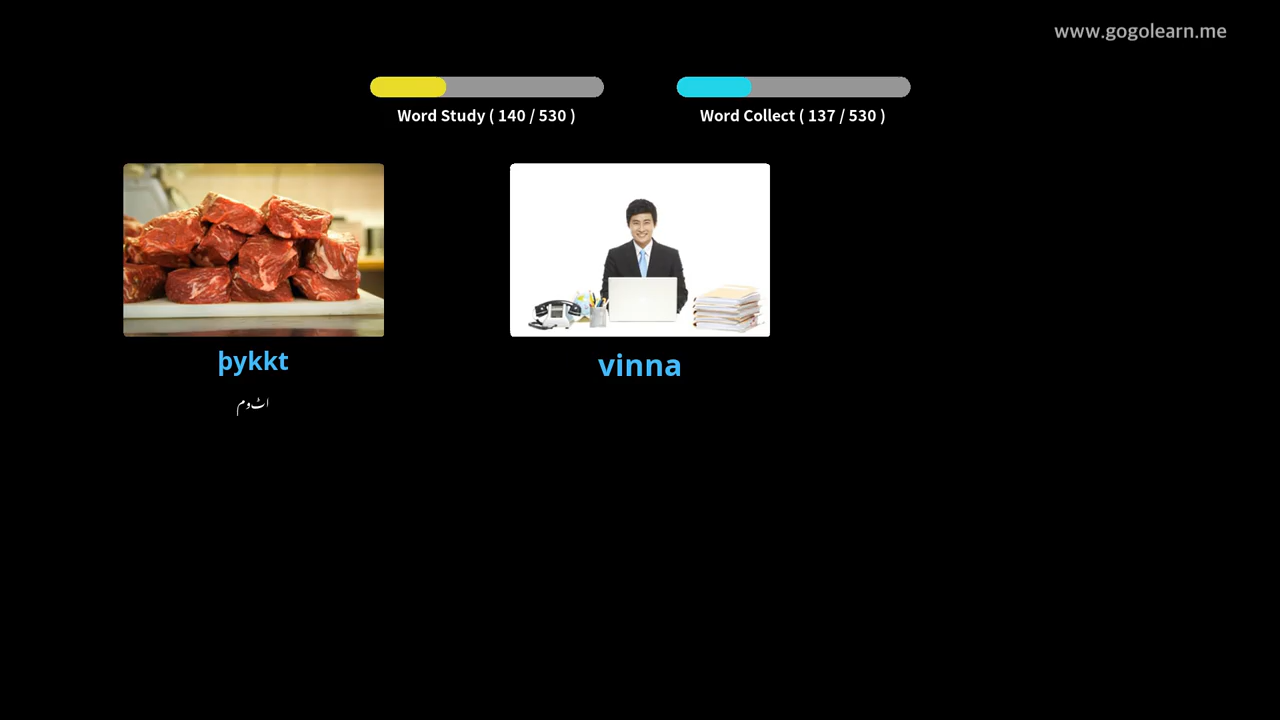 www.gogolearn.me
Word Study ( 140 / 530 )
Word Collect ( 137 / 530 )
þykkt
vinna
اٹوم